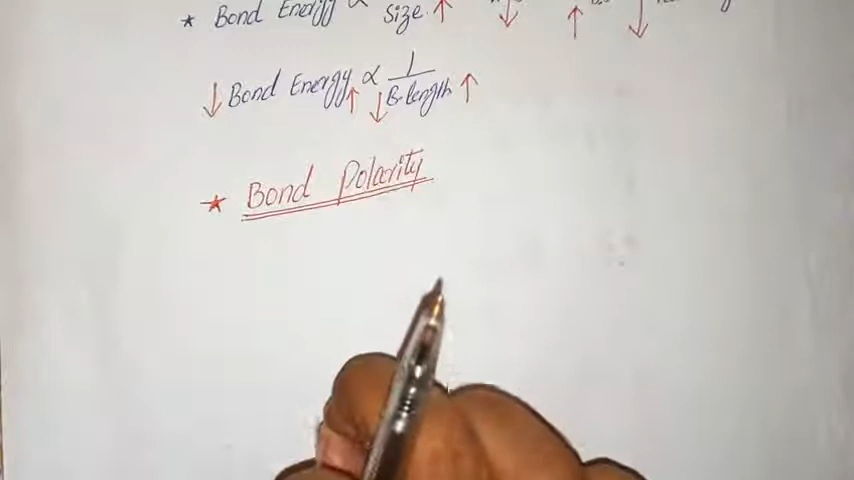 * Bond Energy ∝ Size ↑ ↓ ↑ ↓
↓ Bond Energy ↑ ∝ 1 / ↓ B.length ↑
* Bond Polarity